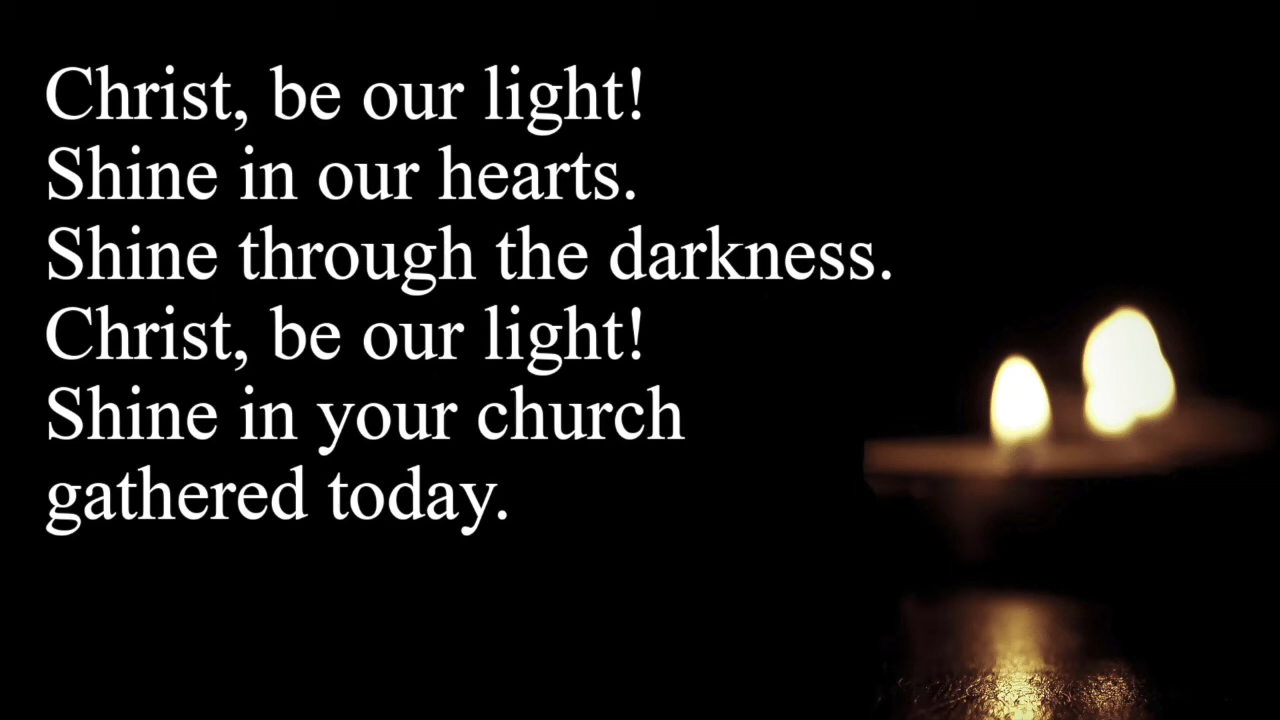 Christ, be our light!
Shine in our hearts.
Shine through the darkness.
Christ, be our light!
Shine in your church
gathered today.